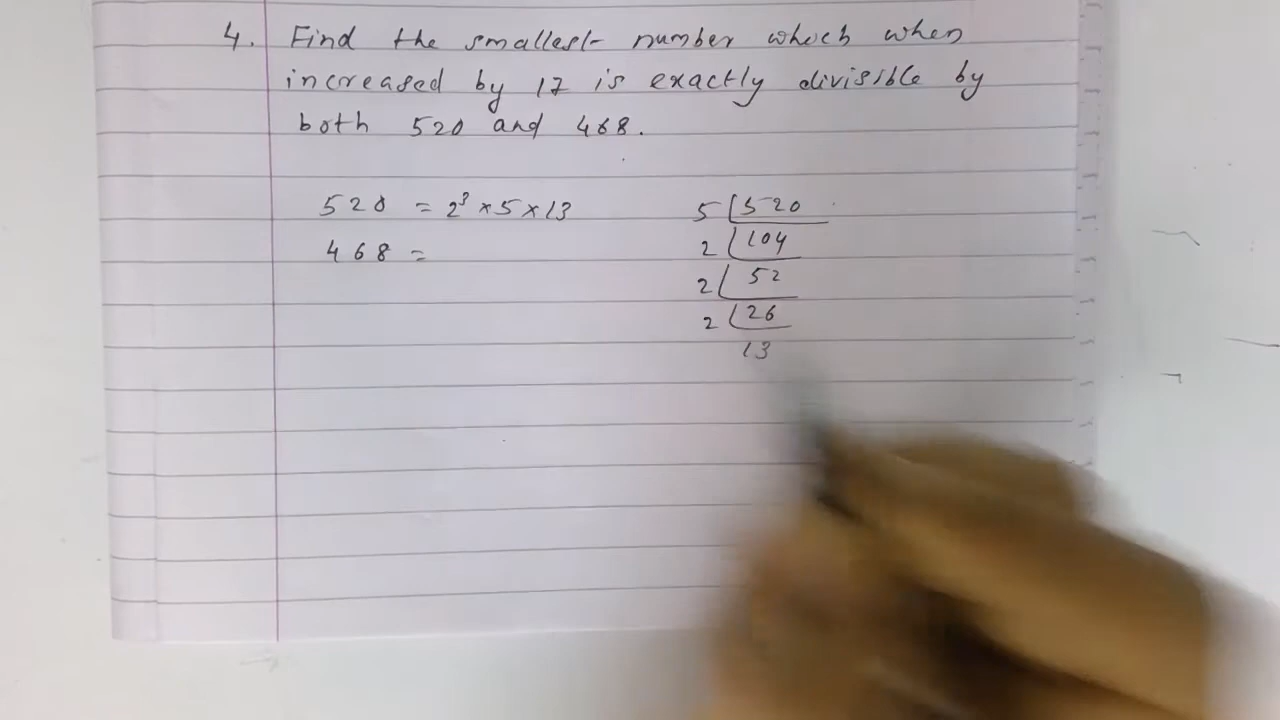 4. Find the smallest number which when
increased by 17 is exactly divisible by
both 520 and 468.
520 = 2³ × 5 × 13
468 =
5 520
2 104
2 52
2 26
13